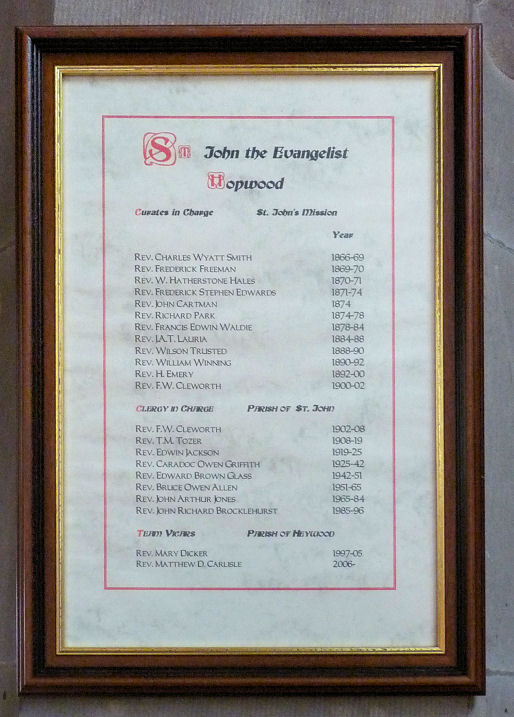 ST John the Evangelist
Hopwood
Curates in Charge St. John's Mission
Year
Rev. Charles Wyatt Smith 1866-69
Rev. Frederick Freeman 1869-70
Rev. W. Hatherstone Hales 1870-71
Rev. Frederick Stephen Edwards 1871-74
Rev. John Cartman 1874
Rev. Richard Park 1874-78
Rev. Francis Edwin Waldie 1878-84
Rev. J.A.T. Lauria 1884-88
Rev. Wilson Trusted 1888-90
Rev. William Winning 1890-92
Rev. H. Emery 1892-00
Rev. F.W. Cleworth 1900-02
Clergy in Charge Parish of St. John
Rev. F.W. Cleworth 1902-08
Rev. T.M. Tozer 1908-19
Rev. Edwin Jackson 1919-25
Rev. Caradoc Owen Griffith 1925-42
Rev. Edward Brown Glass 1942-51
Rev. Bruce Owen Allen 1951-65
Rev. John Arthur Jones 1965-84
Rev. John Richard Brocklehurst 1985-96
Team Vicars Parish of Heywood
Rev. Mary Dicker 1997-05
Rev. Matthew D. Carlisle 2006-